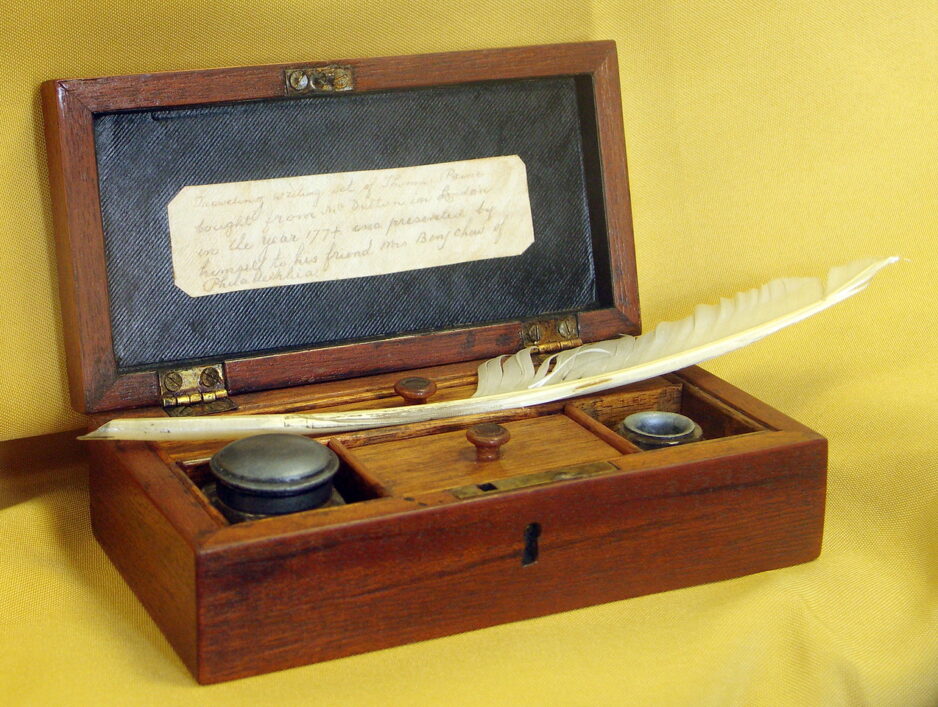 Traveling writing set of Thomas Paine
bought from Mr Dutton in London
in the year 1774 and presented by
himself to his friend Mrs Benj Chew of
Philadelphia